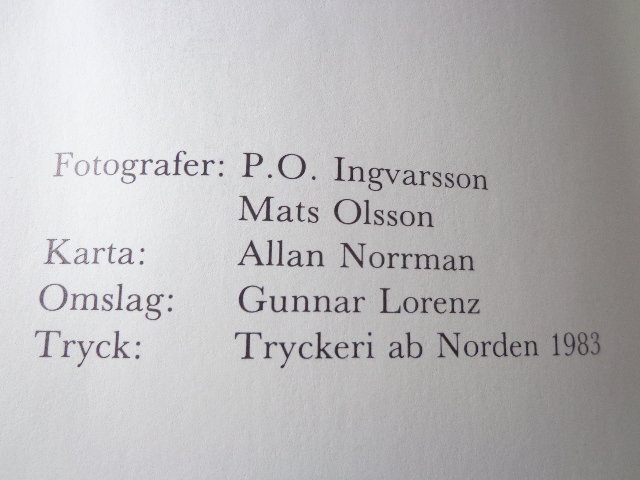 Fotografer: P.O. Ingvarsson
Mats Olsson
Karta: Allan Norrman
Omslag: Gunnar Lorenz
Tryck: Tryckeri ab Norden 1983